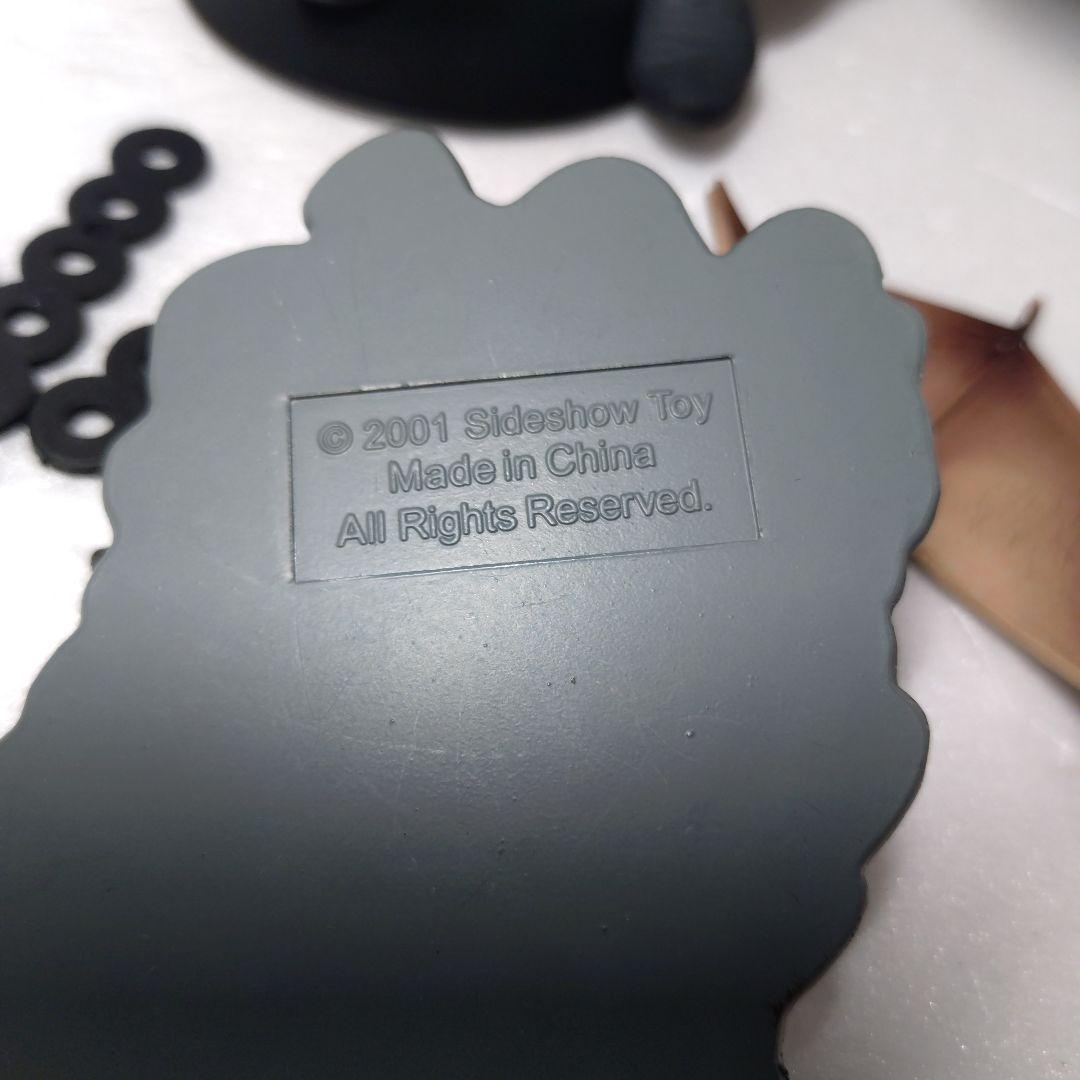 © 2001 Sideshow Toy
Made in China
All Rights Reserved.